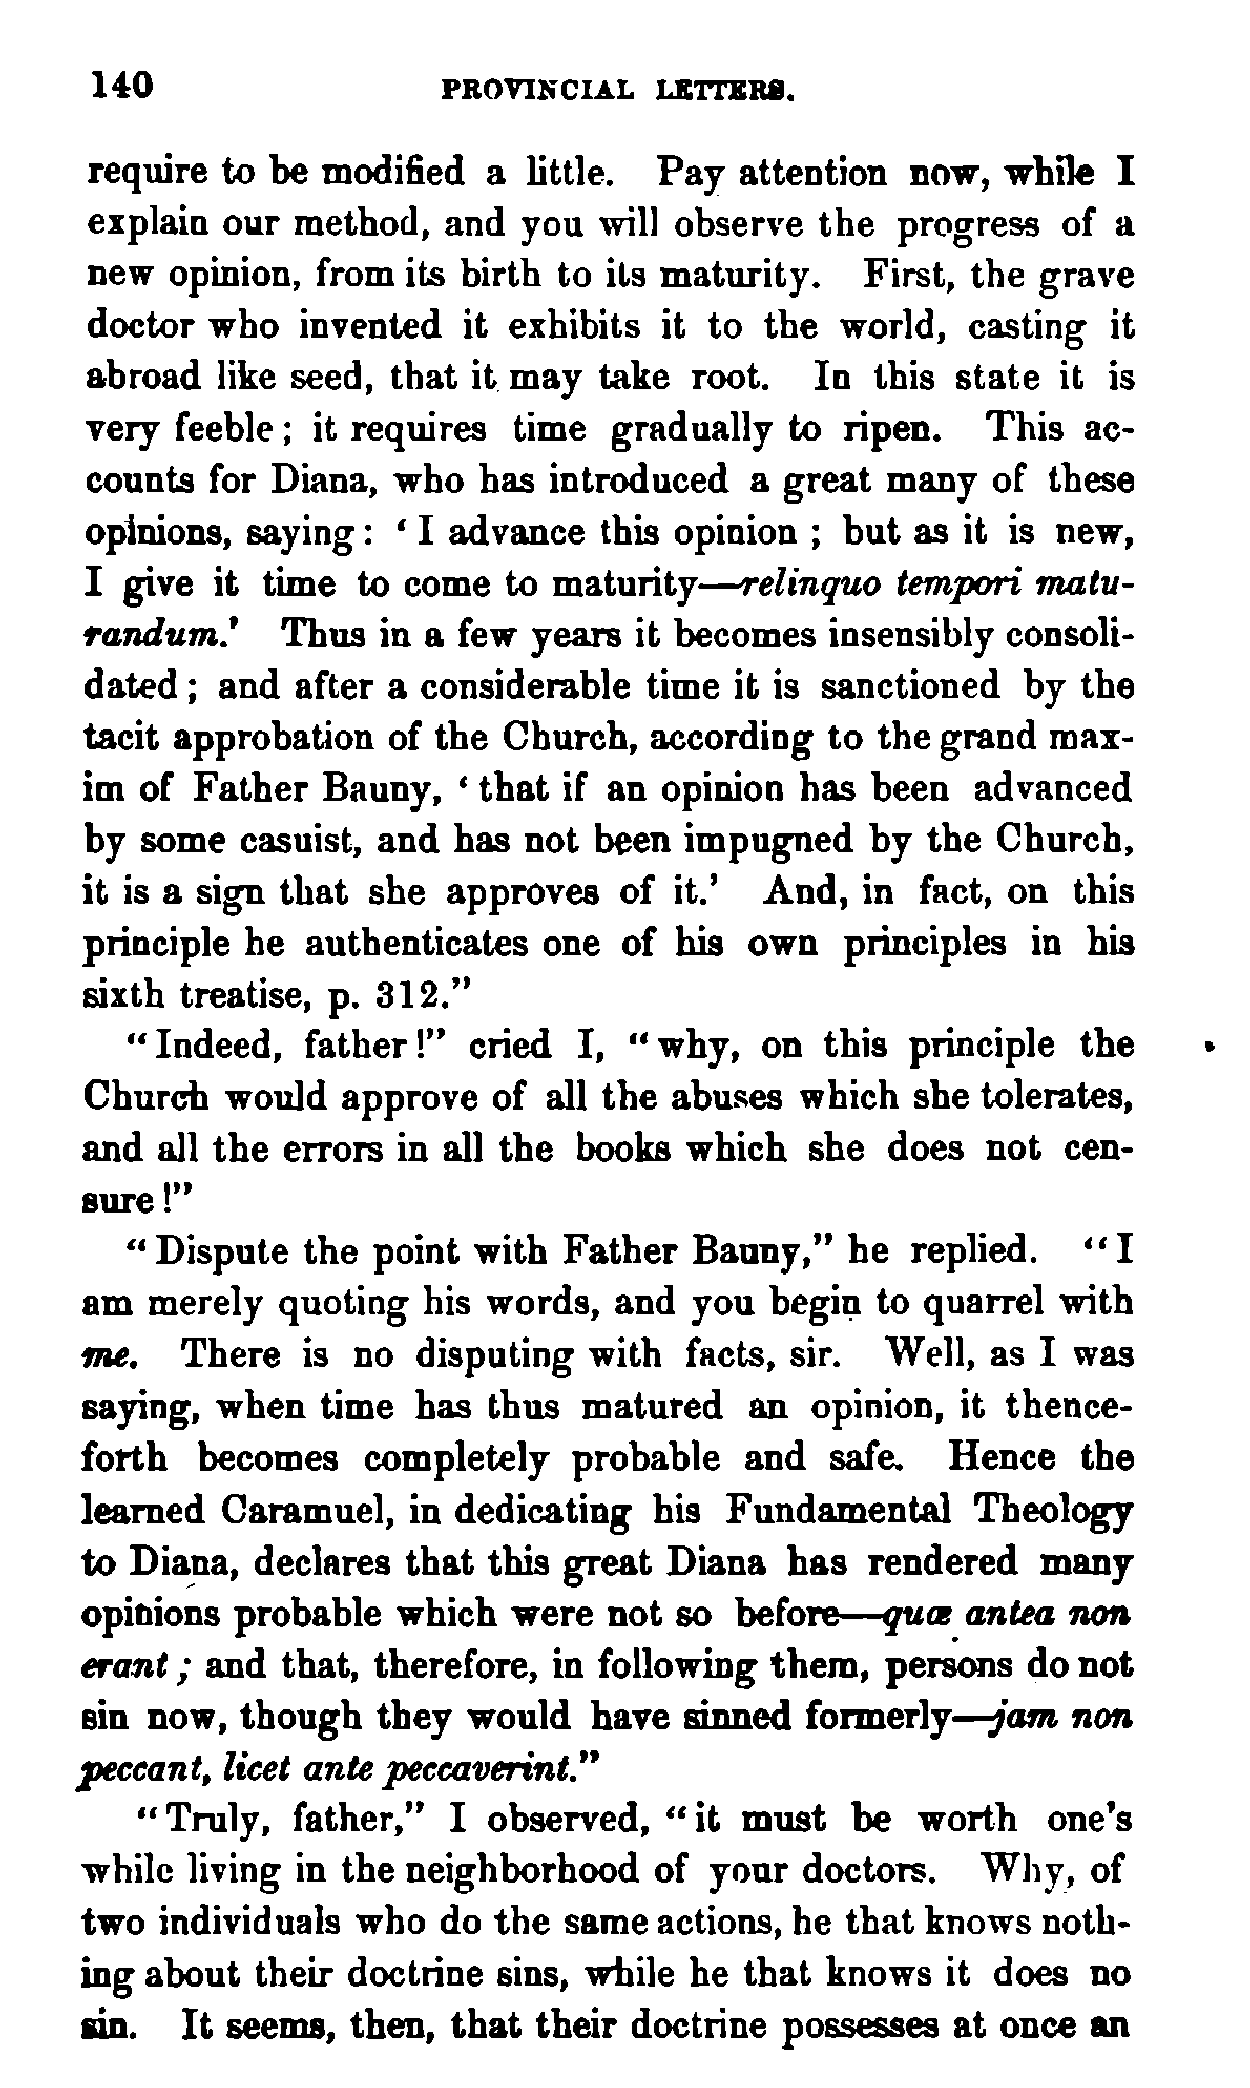 140 PROVINCIAL LETTERS.
require to be modified a little. Pay attention now, while I
explain our method, and you will observe the progress of a
new opinion, from its birth to its maturity. First, the grave
doctor who invented it exhibits it to the world, casting it
abroad like seed, that it may take root. In this state it is
very feeble; it requires time gradually to ripen. This ac-
counts for Diana, who has introduced a great many of these
opinions, saying: ‘I advance this opinion; but as it is new,
I give it time to come to maturity—relinquo tempori matu-
randum.’ Thus in a few years it becomes insensibly consoli-
dated; and after a considerable time it is sanctioned by the
tacit approbation of the Church, according to the grand max-
im of Father Bauny, ‘that if an opinion has been advanced
by some casuist, and has not been impugned by the Church,
it is a sign that she approves of it.’ And, in fact, on this
principle he authenticates one of his own principles in his
sixth treatise, p. 312.”
“Indeed, father!” cried I, “why, on this principle the
Church would approve of all the abuses which she tolerates,
and all the errors in all the books which she does not cen-
sure!”
“Dispute the point with Father Bauny,” he replied. “I
am merely quoting his words, and you begin to quarrel with
me. There is no disputing with facts, sir. Well, as I was
saying, when time has thus matured an opinion, it thence-
forth becomes completely probable and safe. Hence the
learned Caramuel, in dedicating his Fundamental Theology
to Diana, declares that this great Diana has rendered many
opinions probable which were not so before—quæ antea non
erant; and that, therefore, in following them, persons do not
sin now, though they would have sinned formerly—jam non
peccant, licet ante peccaverint.”
“Truly, father,” I observed, “it must be worth one’s
while living in the neighborhood of your doctors. Why, of
two individuals who do the same actions, he that knows noth-
ing about their doctrine sins, while he that knows it does no
sin. It seems, then, that their doctrine possesses at once an